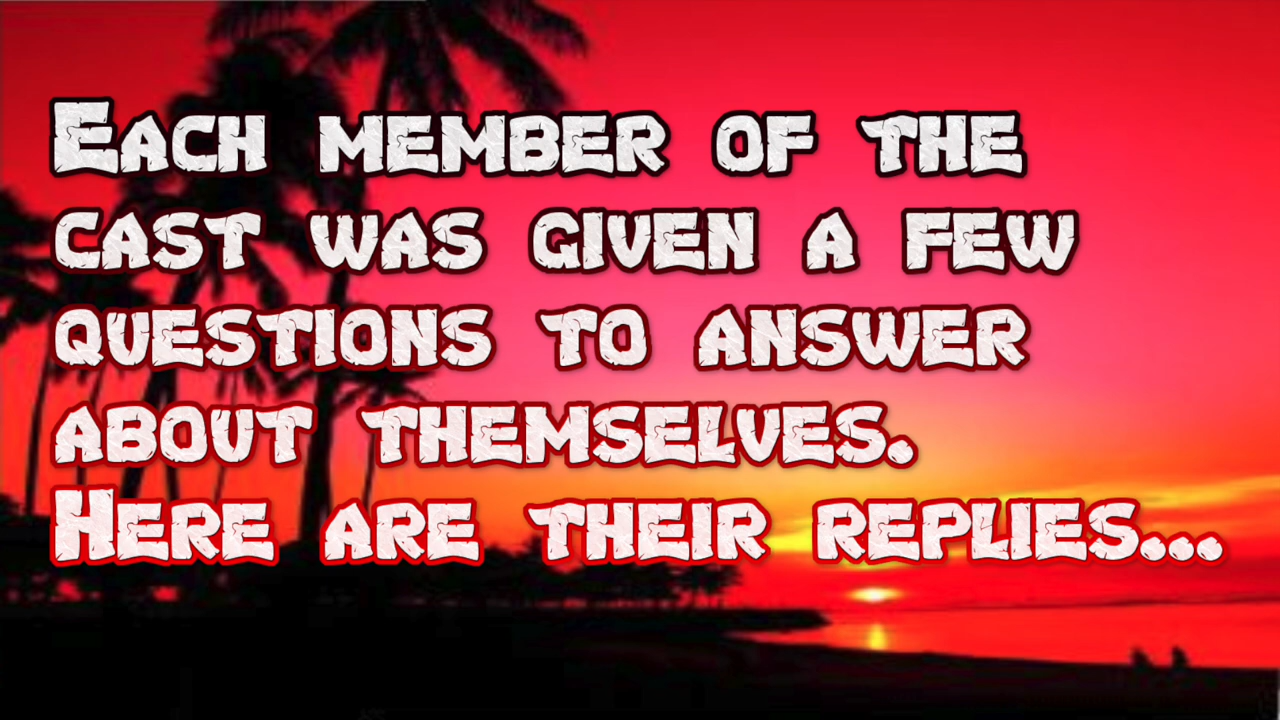 Each member of the
cast was given a few
questions to answer
about themselves.
Here are their replies...